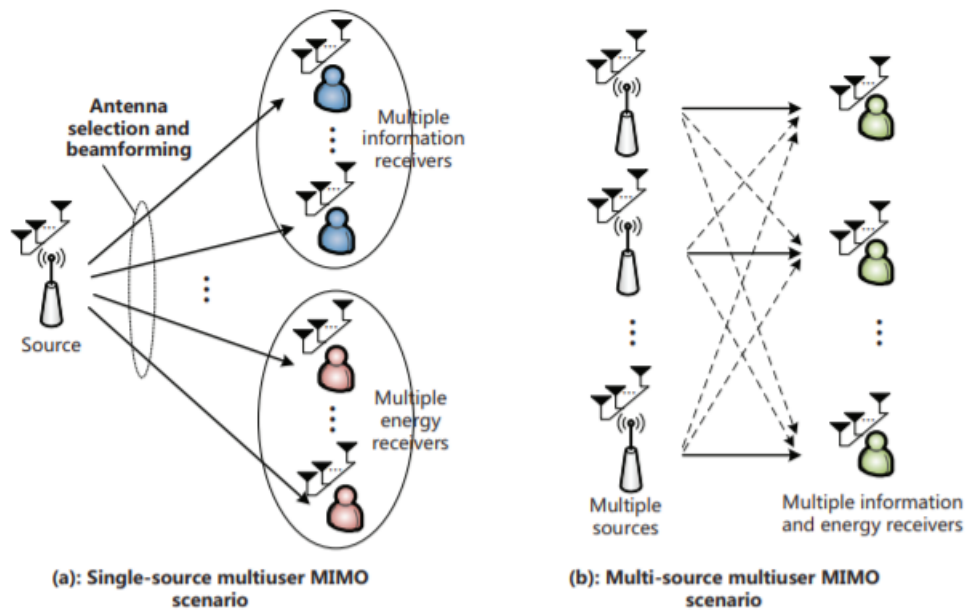 Antenna
selection and
beamforming
Multiple
information
receivers
Source
Multiple
energy
receivers
(a): Single-source multiuser MIMO
scenario
Multiple
sources
Multiple information
and energy receivers
(b): Multi-source multiuser MIMO
scenario